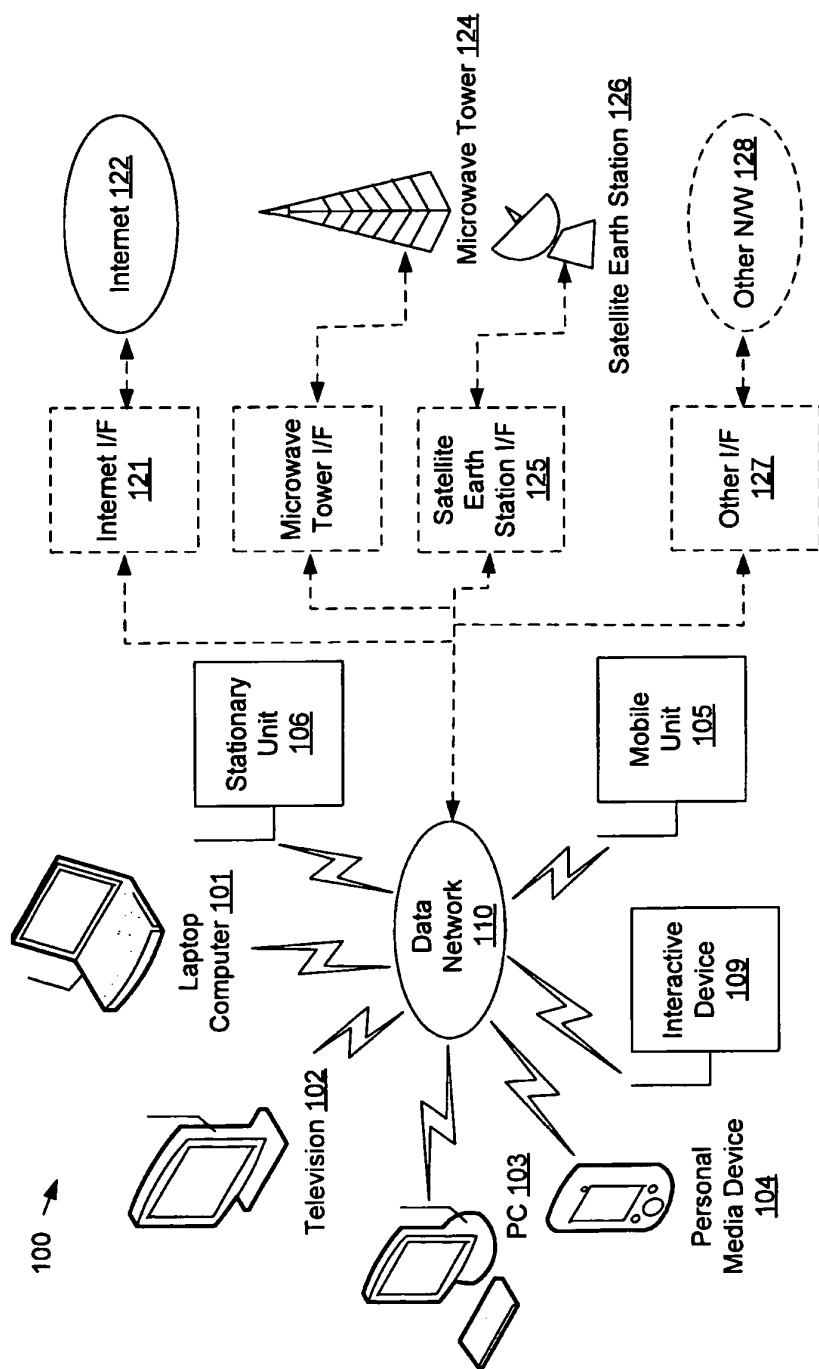 100
Laptop
Computer 101
Television 102
PC 103
Personal
Media Device
104
Stationary
Unit
106
Data
Network
110
Interactive
Device
109
Mobile
Unit
105
Internet I/F
121
Internet 122
Microwave
Tower I/F
Microwave Tower 124
Satellite
Earth
Station I/F
125
Satellite Earth Station 126
Other I/F
127
Other N/W 128